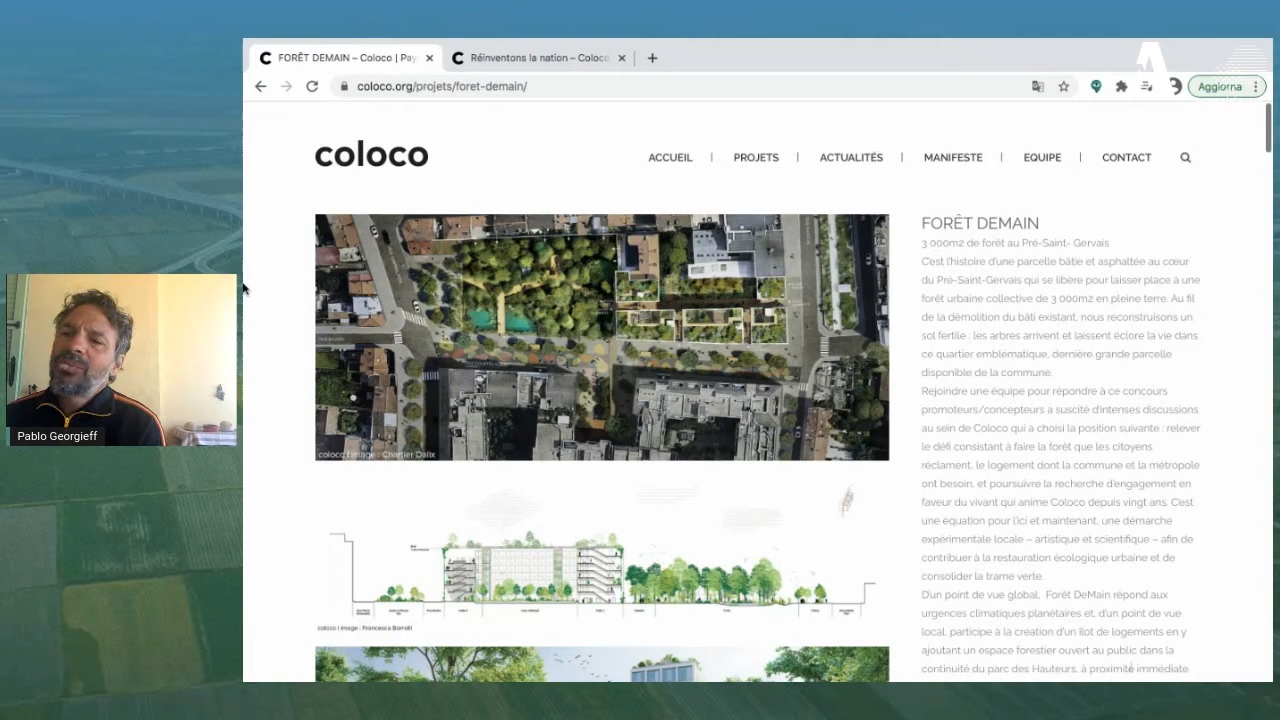 FORÊT DEMAIN – Coloco | Pay
Réinventons la nation – Coloco
coloco.org/projets/foret-demain/
Aggiorna
coloco
ACCUEIL | PROJETS | ACTUALITÉS | MANIFESTE | EQUIPE | CONTACT
FORÊT DEMAIN
3 000m2 de forêt au Pré-Saint- Gervais
C'est l'histoire d'une parcelle bâtie et asphaltée au cœur
du Pré-Saint-Gervais qui se libère pour laisser place à une
forêt urbaine collective de 3 000m2 en pleine terre. Au fil
de la démolition du bâti existant, nous reconstruisons un
sol fertile : les arbres arrivent et laissent éclore la vie dans
ce quartier emblématique, dernière grande parcelle
disponible de la commune.
Rejoindre une équipe pour répondre à ce concours
promoteurs/concepteurs a suscité d'intenses discussions
au sein de Coloco qui a choisi la position suivante : relever
le défi consistant à faire la forêt que les citoyens
réclament, le logement dont la commune et la métropole
ont besoin, et poursuivre la recherche d'engagement en
faveur du vivant qui anime Coloco depuis vingt ans. C'est
une équation pour l'ici et maintenant, une démarche
expérimentale locale – artistique et scientifique – afin de
contribuer à la restauration écologique urbaine et de
consolider la trame verte.
D'un point de vue global, Forêt DeMain répond aux
urgences climatiques planétaires et, d'un point de vue
local, participe à la création d'un îlot de logements en y
ajoutant un espace forestier ouvert au public dans la
continuité du parc des Hauteurs, à proximité immédiate
coloco | image : Chartier Dalix
coloco | image : Francesca Borrelli
Pablo Georgieff